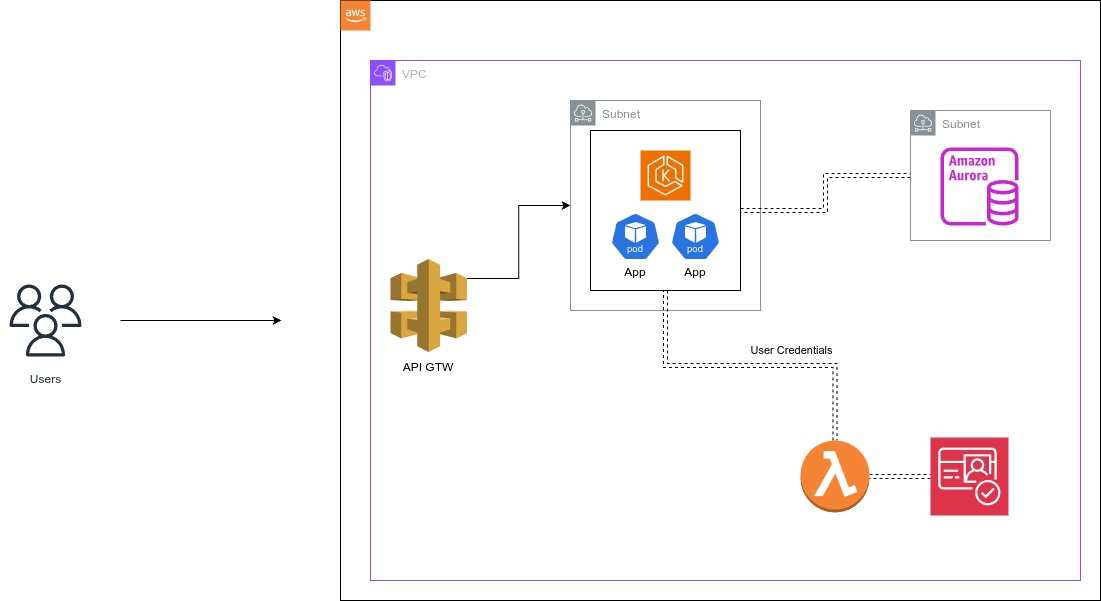 aws
VPC
Subnet
Subnet
Amazon
Aurora
K
pod
pod
App
App
API GTW
Users
User Credentials